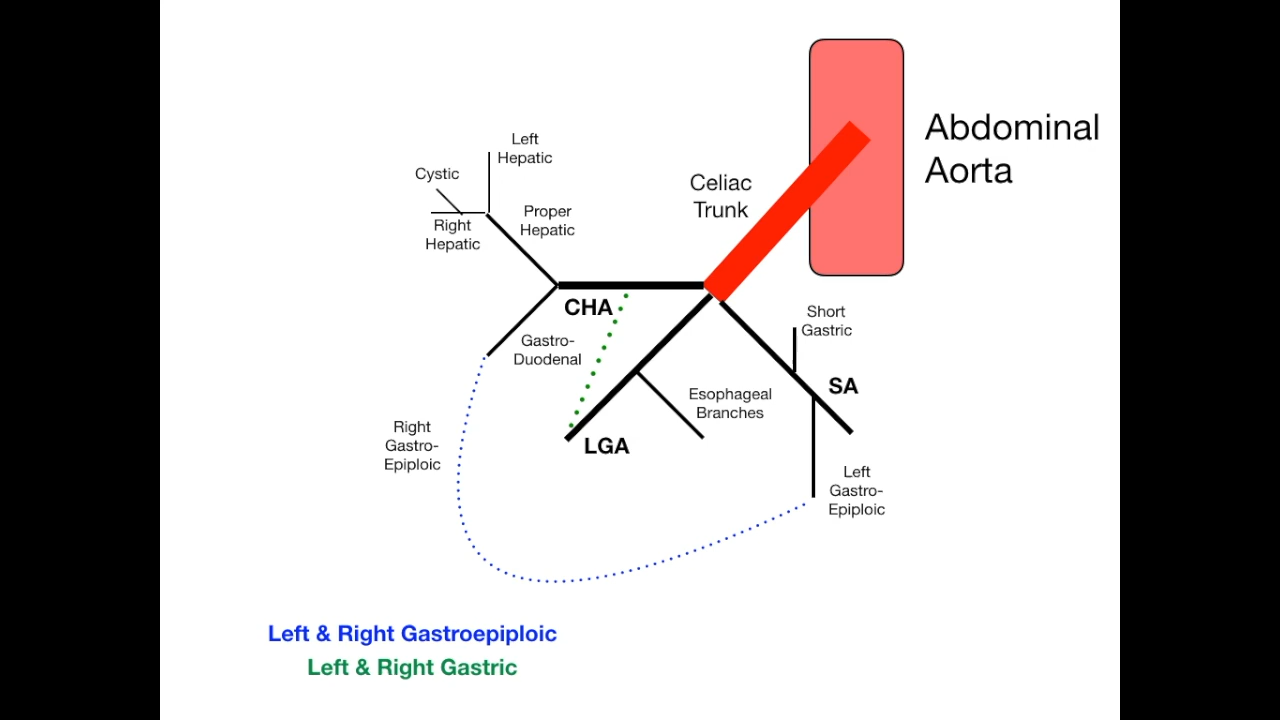 Abdominal
Aorta
Celiac
Trunk
Left
Hepatic
Cystic
Proper
Hepatic
Right
Hepatic
CHA
Gastro-
Duodenal
Short
Gastric
SA
Esophageal
Branches
LGA
Right
Gastro-
Epiploic
Left
Gastro-
Epiploic
Left & Right Gastroepiploic
Left & Right Gastric